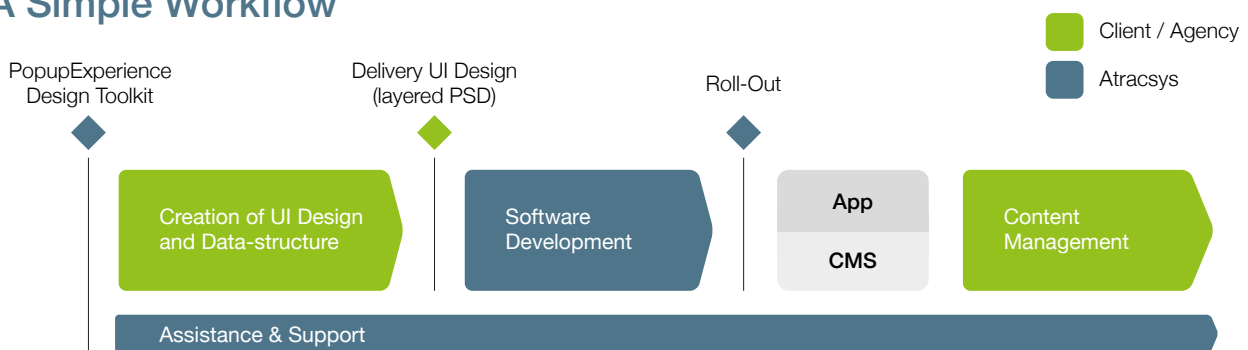 A Simple Workflow
Client / Agency
Atracsys
PopupExperience
Design Toolkit
Delivery UI Design
(layered PSD)
Roll-Out
Creation of UI Design
and Data-structure
Software
Development
App
CMS
Content
Management
Assistance & Support